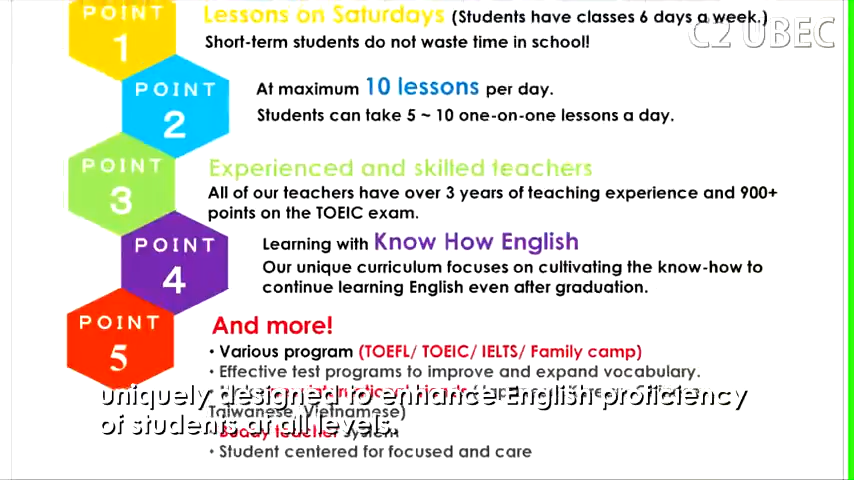 POINT 1
Lessons on Saturdays (Students have classes 6 days a week.)
Short-term students do not waste time in school!
C2 UBEC
POINT 2
At maximum 10 lessons per day.
Students can take 5 ~ 10 one-on-one lessons a day.
POINT 3
Experienced and skilled teachers
All of our teachers have over 3 years of teaching experience and 900+
points on the TOEIC exam.
POINT 4
Learning with Know How English
Our unique curriculum focuses on cultivating the know-how to
continue learning English even after graduation.
POINT 5
And more!
• Various program (TOEFL/ TOEIC/ IELTS/ Family camp)
• Effective test programs to improve and expand vocabulary.
uniquely designed to enhance English proficiency
Taiwanese, Vietnamese)
of students at all levels.
• Buddy teacher system
• Student centered for focused and care